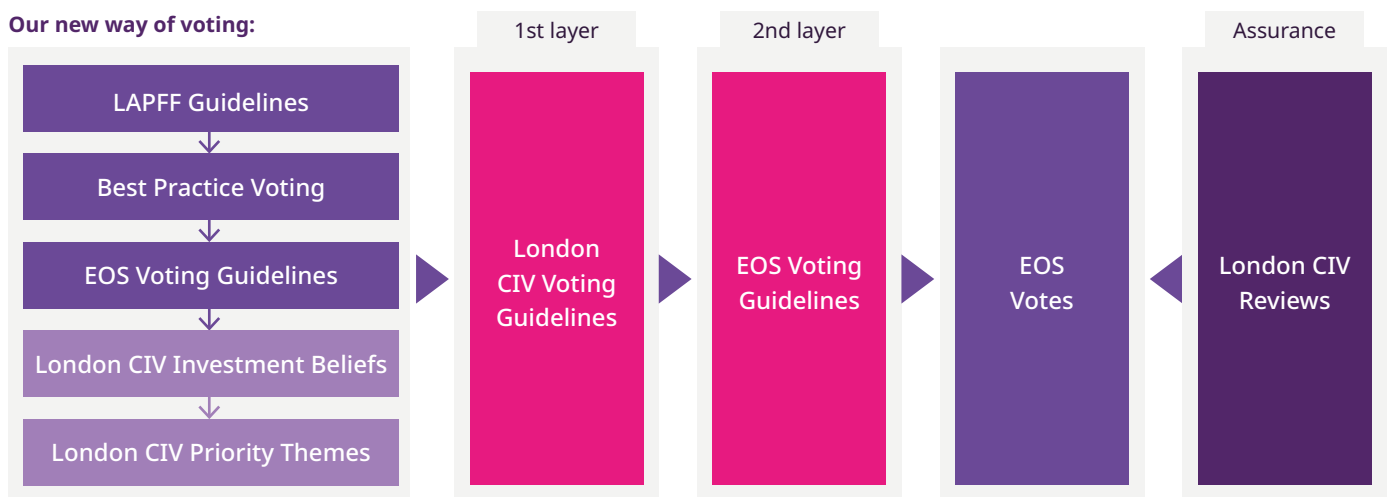 Our new way of voting:
LAPFF Guidelines
Best Practice Voting
EOS Voting Guidelines
London CIV Investment Beliefs
London CIV Priority Themes
1st layer
London
CIV Voting
Guidelines
2nd layer
EOS Voting
Guidelines
EOS
Votes
Assurance
London CIV
Reviews